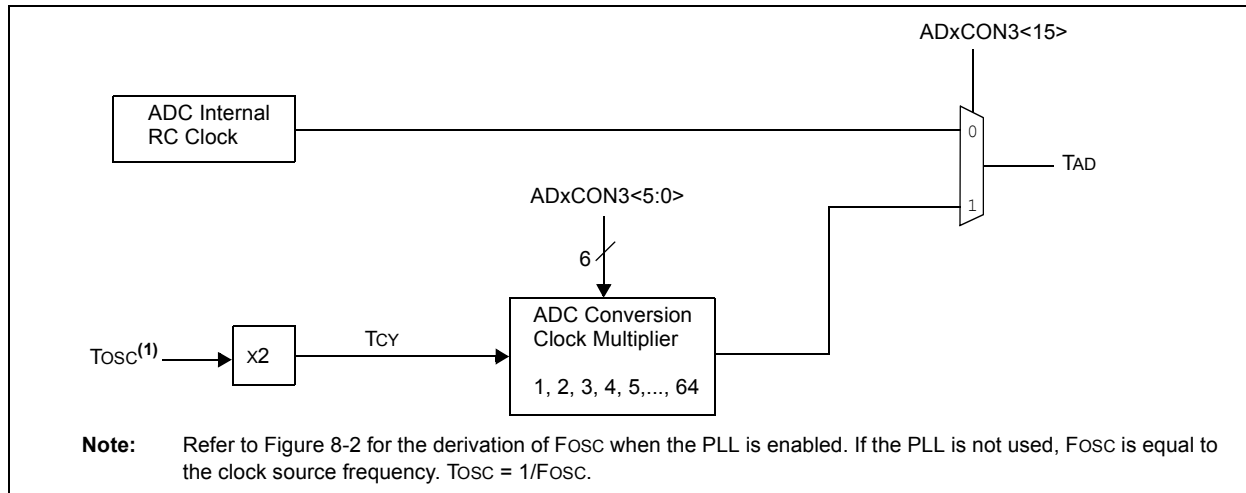 ADxCON3<15>
ADC Internal
RC Clock
0
TAD
ADxCON3<5:0>
1
6
ADC Conversion
Clock Multiplier
TOSC(1)
X2
TCY
1, 2, 3, 4, 5,..., 64
Note: Refer to Figure 8-2 for the derivation of FOSC when the PLL is enabled. If the PLL is not used, FOSC is equal to
the clock source frequency. TOSC = 1/FOSC.